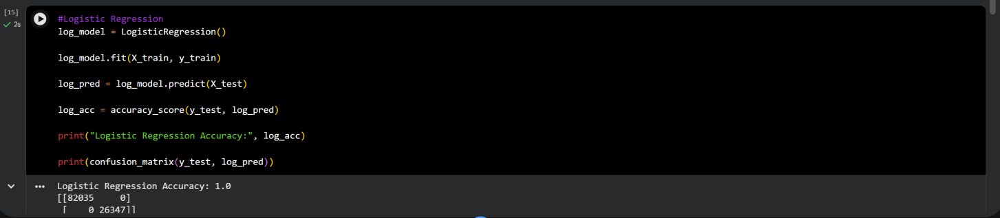 [15]
2s
#Logistic Regression
log_model = LogisticRegression()
log_model.fit(X_train, y_train)
log_pred = log_model.predict(X_test)
log_acc = accuracy_score(y_test, log_pred)
print("Logistic Regression Accuracy:", log_acc)
print(confusion_matrix(y_test, log_pred))
Logistic Regression Accuracy: 1.0
[[82035     0]
 [    0 26347]]